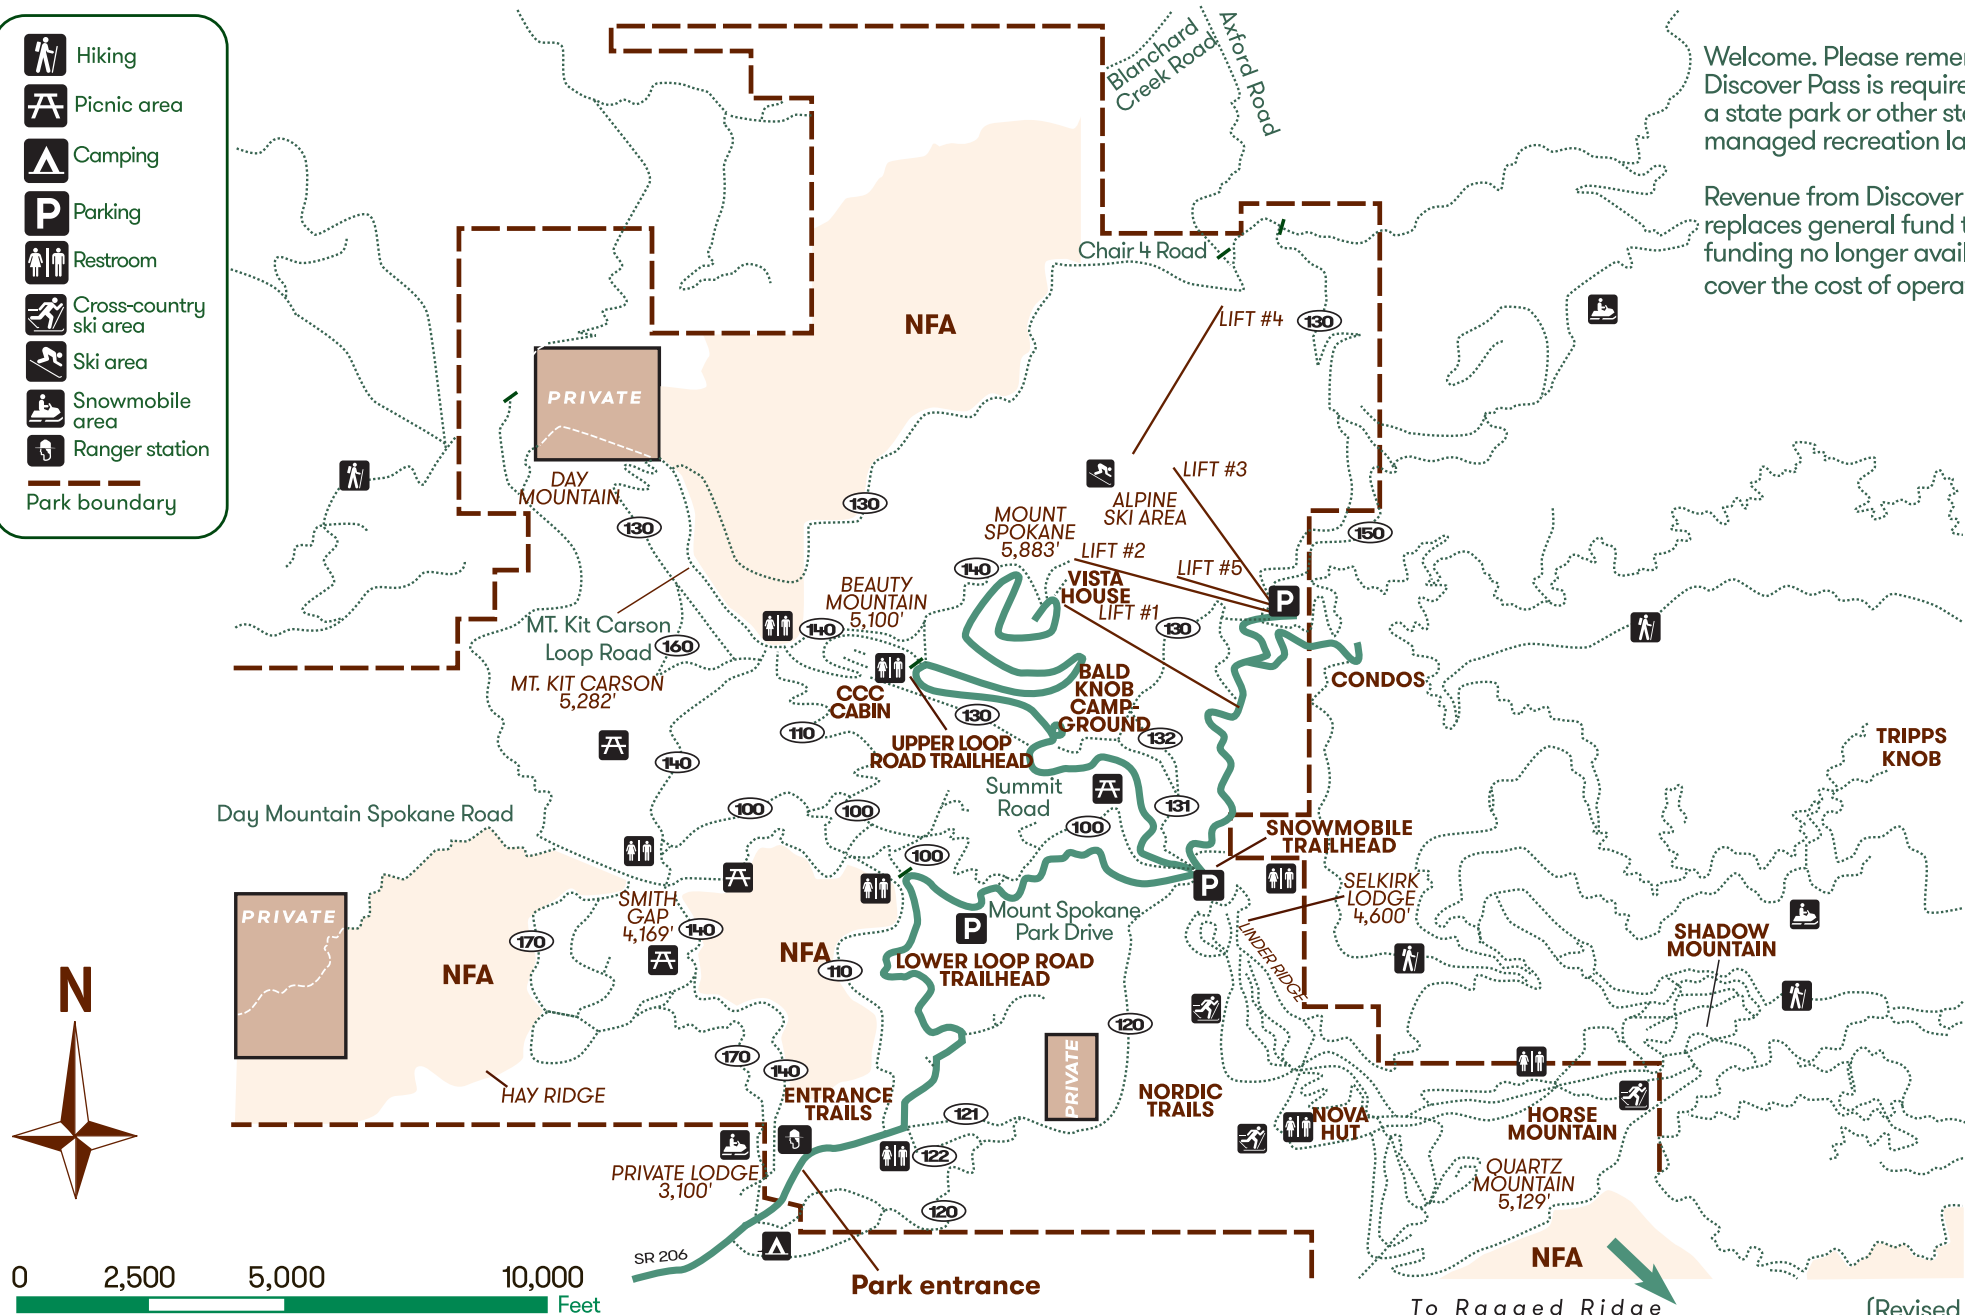 Hiking
Picnic area
Camping
P
Parking
Restroom
Cross-country
ski area
Ski area
Snowmobile
area
Ranger station
Park boundary
Blanchard
Creek Road
Axford Road
Welcome. Please
Discover Pass is
a state park or other
managed recreation
Revenue from Discover
replaces general fund
funding no longer
cover the cost of
Chair 4 Road
NFA
LIFT #4
130
PRIVATE
DAY
MOUNTAIN
130
130
LIFT #3
ALPINE
SKI AREA
MOUNT
SPOKANE
5,883'
LIFT #2
LIFT #5
150
140
VISTA
HOUSE
LIFT #1
P
BEAUTY
MOUNTAIN
5,100'
140
130
MT. Kit Carson
Loop Road
160
MT. KIT CARSON
5,282'
CCC
CABIN
BALD
KNOB
CAMP-
GROUND
CONDOS
130
110
132
UPPER LOOP
ROAD TRAILHEAD
TRIPPS
KNOB
140
Summit
Road
Day Mountain Spokane Road
100
100
131
100
SNOWMOBILE
TRAILHEAD
100
P
SELKIRK
LODGE
4,600'
SMITH
GAP
4,169'
140
PRIVATE
170
NFA
NFA
110
P
Mount Spokane
Park Drive
LOWER LOOP ROAD
TRAILHEAD
LINDER RIDGE
SHADOW
MOUNTAIN
N
120
PRIVATE
170
140
HAY RIDGE
ENTRANCE
TRAILS
121
NORDIC
TRAILS
NOVA
HUT
HORSE
MOUNTAIN
122
PRIVATE LODGE
3,100'
QUARTZ
MOUNTAIN
5,129'
120
SR 206
NFA
Park entrance
0 2,500 5,000 10,000
Feet
To Ragged Ridge
(Revised